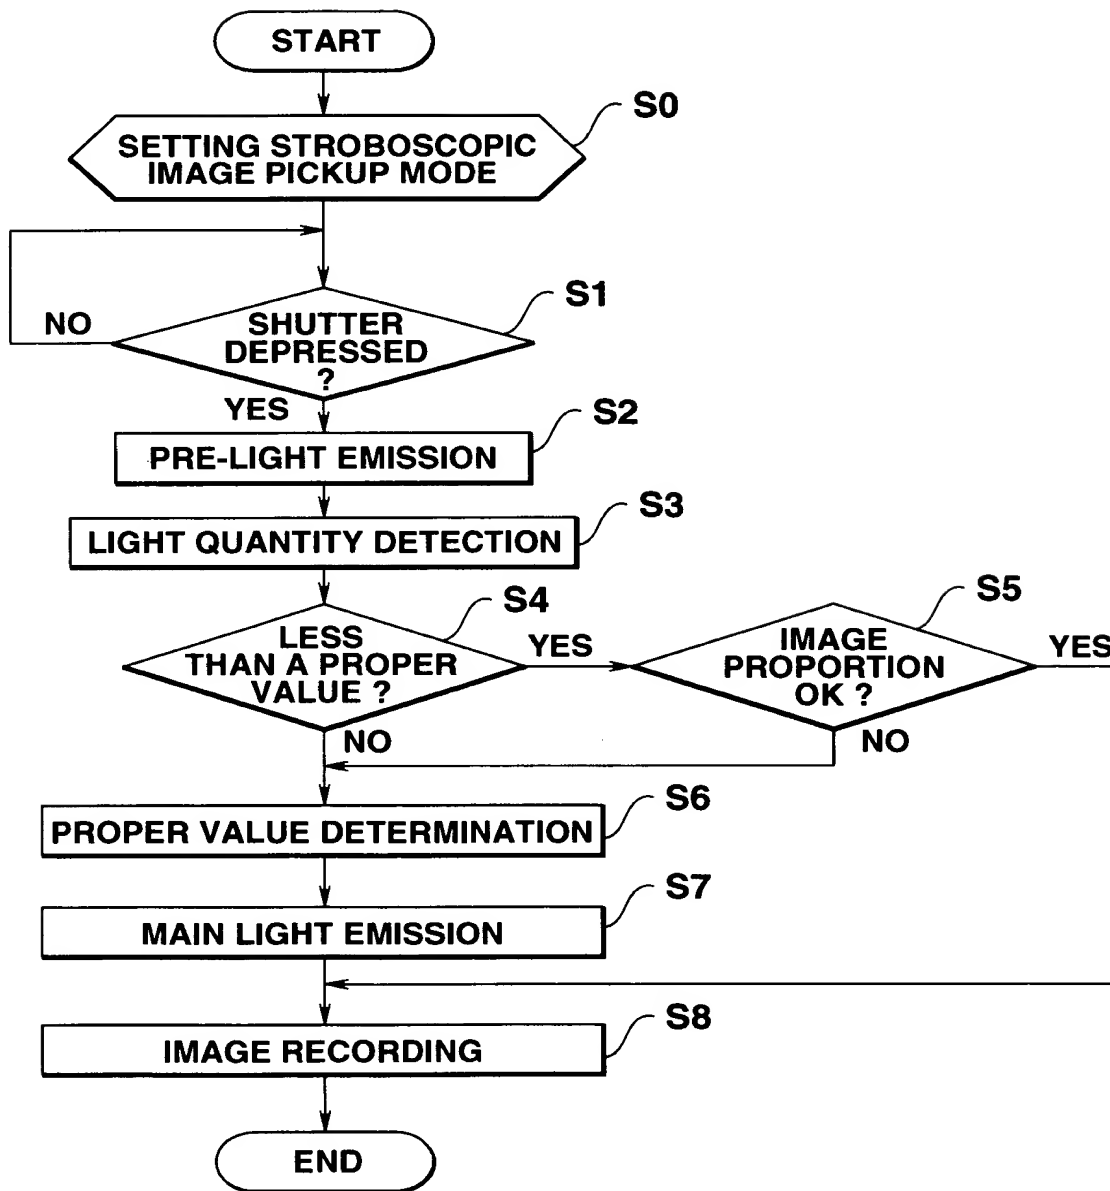 START
S0
SETTING STROBOSCOPIC
IMAGE PICKUP MODE
S1
NO
SHUTTER
DEPRESSED
?
YES
S2
PRE-LIGHT EMISSION
S3
LIGHT QUANTITY DETECTION
S4
LESS
THAN A PROPER
VALUE ?
YES
NO
S5
IMAGE
PROPORTION
OK ?
YES
NO
S6
PROPER VALUE DETERMINATION
S7
MAIN LIGHT EMISSION
S8
IMAGE RECORDING
END